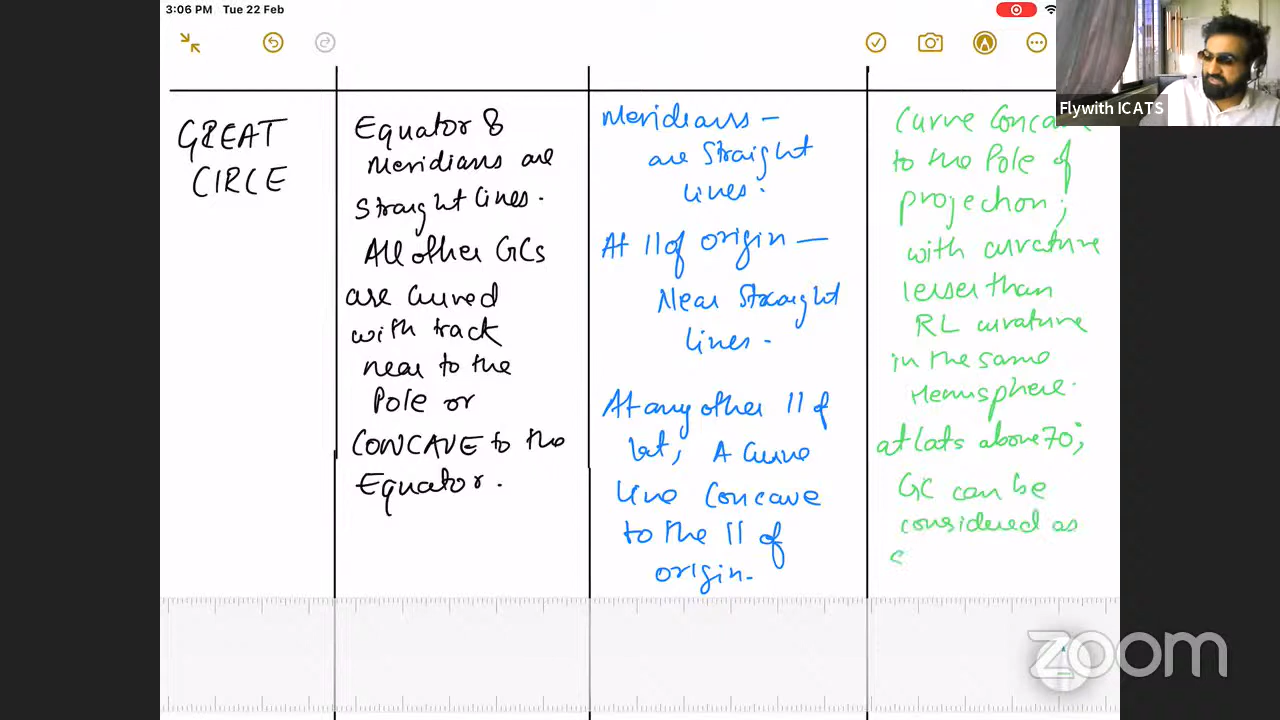 3:06 PM Tue 22 Feb
Flywith ICATS
GREAT
CIRCE
Equator &
Meridians are
Straight lines.
All other GCs
are curved
with track
near to the
Pole or
CONCAVE to the
Equator.
Meridians –
are Straight
lines.
At || of origin –
Near Straight
lines.
At any other || of
lat, A curve
line Concave
to the || of
origin.
Curve Concave
to the Pole of
projection;
with curvature
lesser than
RL curvature
in the same
Hemisphere.
at lats above 70°;
GC can be
considered as
zoom